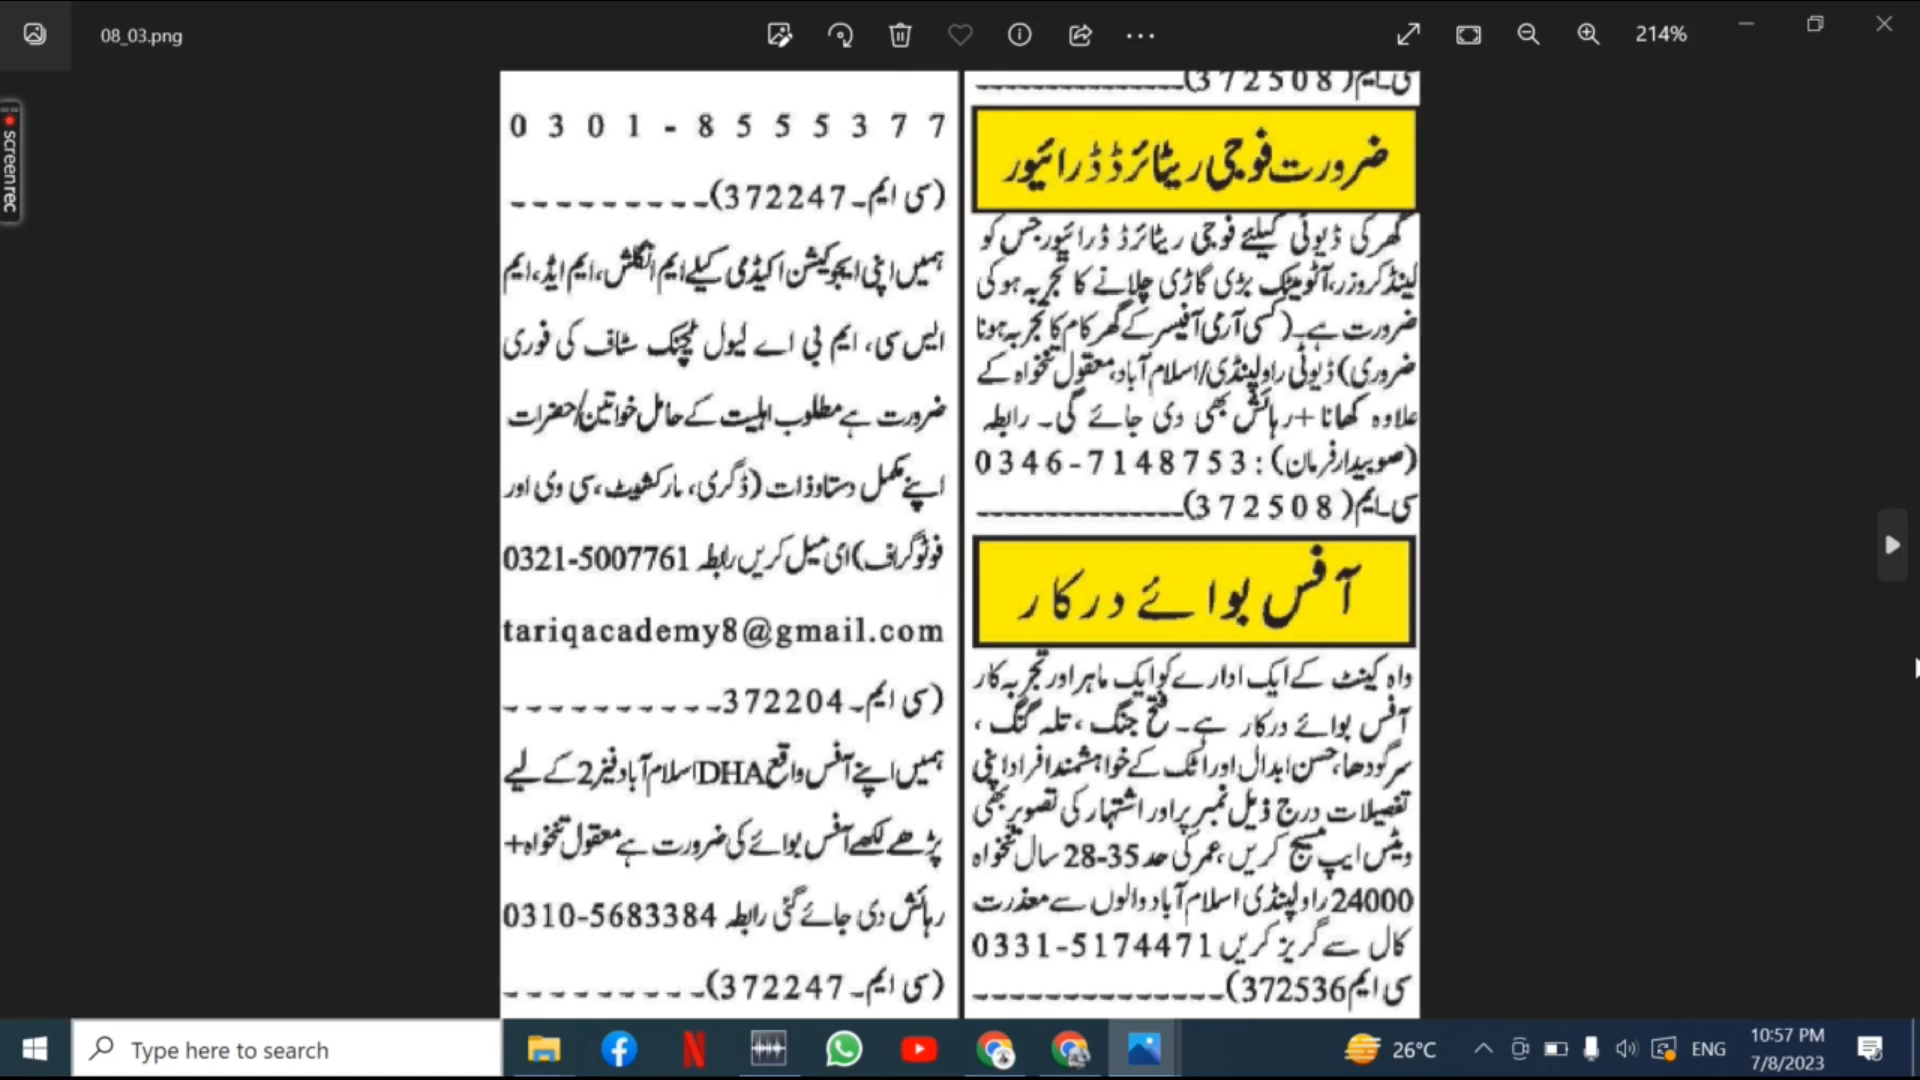 08_03.png
214%
screenrec
0301-8555377
(سی ایم۔372247)
ہمیں اپنی ایجوکیشن اکیڈمی کیلئے ایم انگلش، ایم ایڈ، ایم
ایس سی، ایم بی اے لیول ٹیچنگ سٹاف کی فوری
ضرورت ہے مطلوب اہلیت کے حامل خواتین/حضرات
اپنے مکمل دستاوذات (ڈگری، مارکشیٹ، سی وی اور
فوٹوگراف) ای میل کریں رابطہ 0321-5007761
tariqacademy8@gmail.com
(سی ایم۔372204
ہمیں اپنے آفس واقع DHA اسلام آباد فیز2 کے لیے
پڑھے لکھے آفس بوائے کی ضرورت ہے معقول تنخواہ+
رہائش دی جائے گئی رابطہ 0310-5683384
(سی ایم۔372247)
سی۔ایم(372508)
ضرورت فوجی ریٹائرڈ ڈرائیور
گھر کی ڈیوٹی کیلئے فوجی ریٹائرڈ ڈرائیور جس کو
لینڈ کروزر، آٹومیٹک بڑی گاڑی چلانے کا تجربہ ہو کی
ضرورت ہے۔ (کسی آرمی آفیسر کے گھر کام کا تجربہ ہونا
ضروری) ڈیوٹی راولپنڈی/اسلام آباد، معقول تنخواہ کے
علاوہ کھانا+رہائش بھی دی جائے گی۔ رابطہ
(صوبیدار فرمان): 0346-7148753
سی۔ایم(372508)
آفس بوائے درکار
واہ کینٹ کے ایک ادارے کو ایک ماہر اور تجربہ کار
آفس بوائے درکار ہے۔ فتح جنگ، تلہ گنگ،
سرگودھا، حسن ابدال اور اٹک کے خواہشمند افراد اپنی
تفصیلات درج ذیل نمبر پر اور اشتہار کی تصویر بھی
وٹس ایپ میسج کریں، عمر کی حد 35-28 سال تنخواہ
24000 راولپنڈی اسلام آباد والوں سے معذرت
کال سے گریز کریں 0331-5174471
سی ایم372536)
Type here to search
26°C
ENG
10:57 PM
7/8/2023